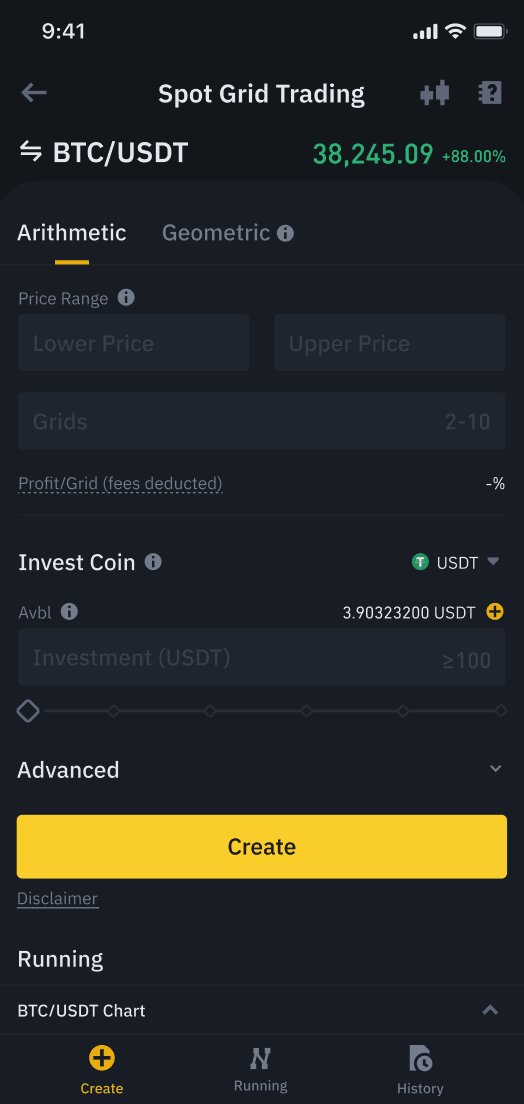 9:41
Spot Grid Trading
BTC/USDT 38,245.09 +88.00%
Arithmetic Geometric
Price Range
Lower Price Upper Price
Grids 2-10
Profit/Grid (fees deducted) -%
Invest Coin USDT
Avbl 3.90323200 USDT
Investment (USDT) ≥100
Advanced
Create
Disclaimer
Running
BTC/USDT Chart
Create Running History